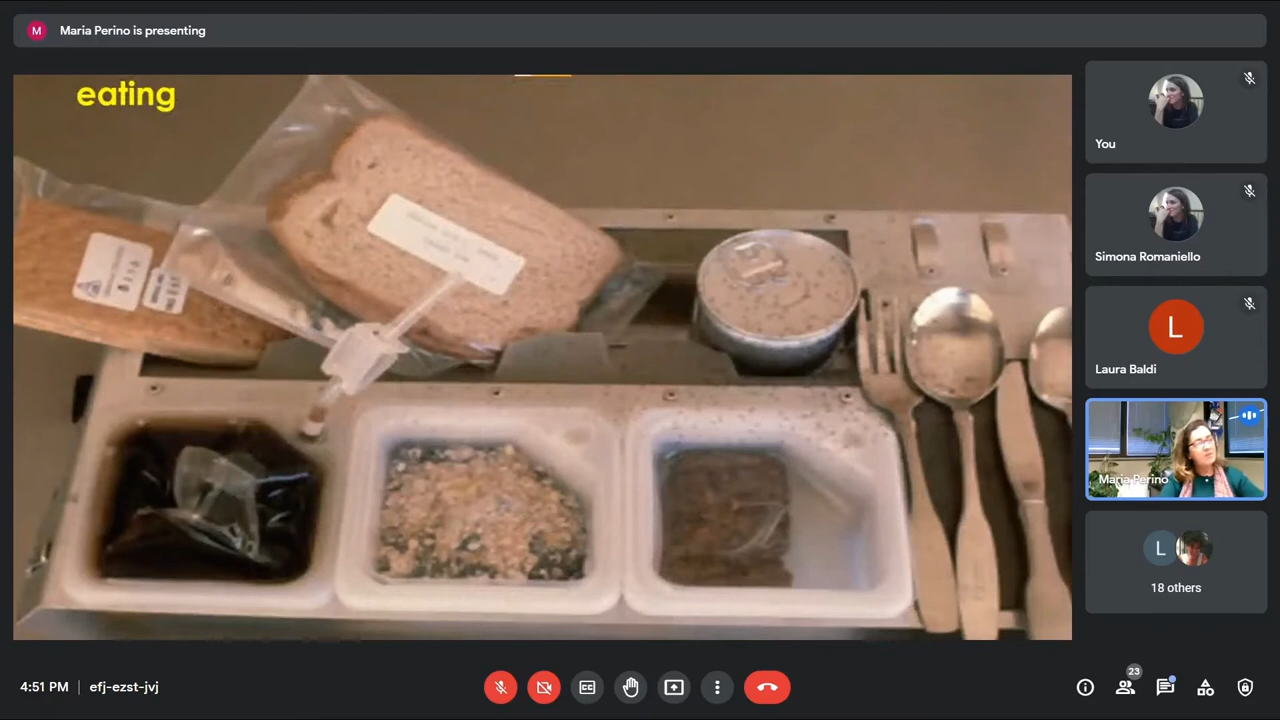 M
Maria Perino is presenting
eating
You
Simona Romaniello
L
Laura Baldi
Maria Perino
L
18 others
4:51 PM
efj-ezst-jvj
CC
23